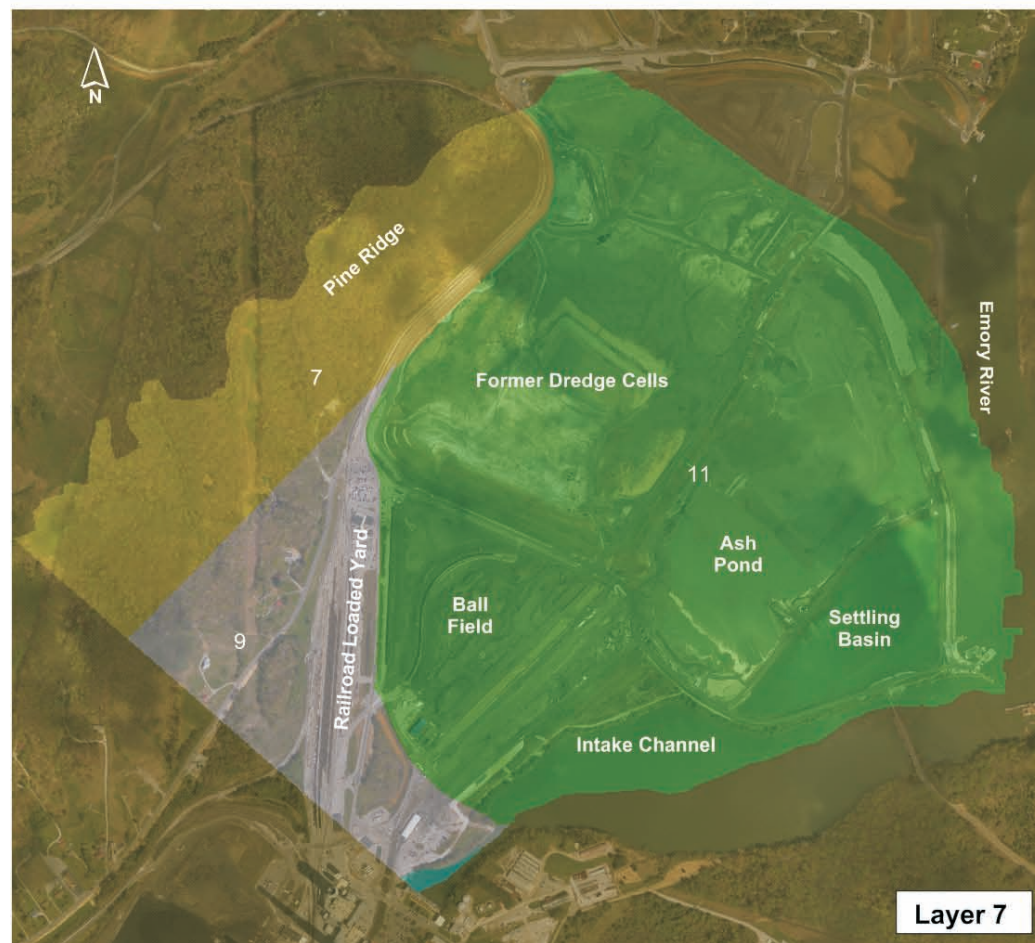 N
Pine Ridge
Emory River
7
Former Dredge Cells
11
Railroad Loaded Yard
Ash
Pond
Ball
Field
Settling
Basin
9
Intake Channel
Layer 7